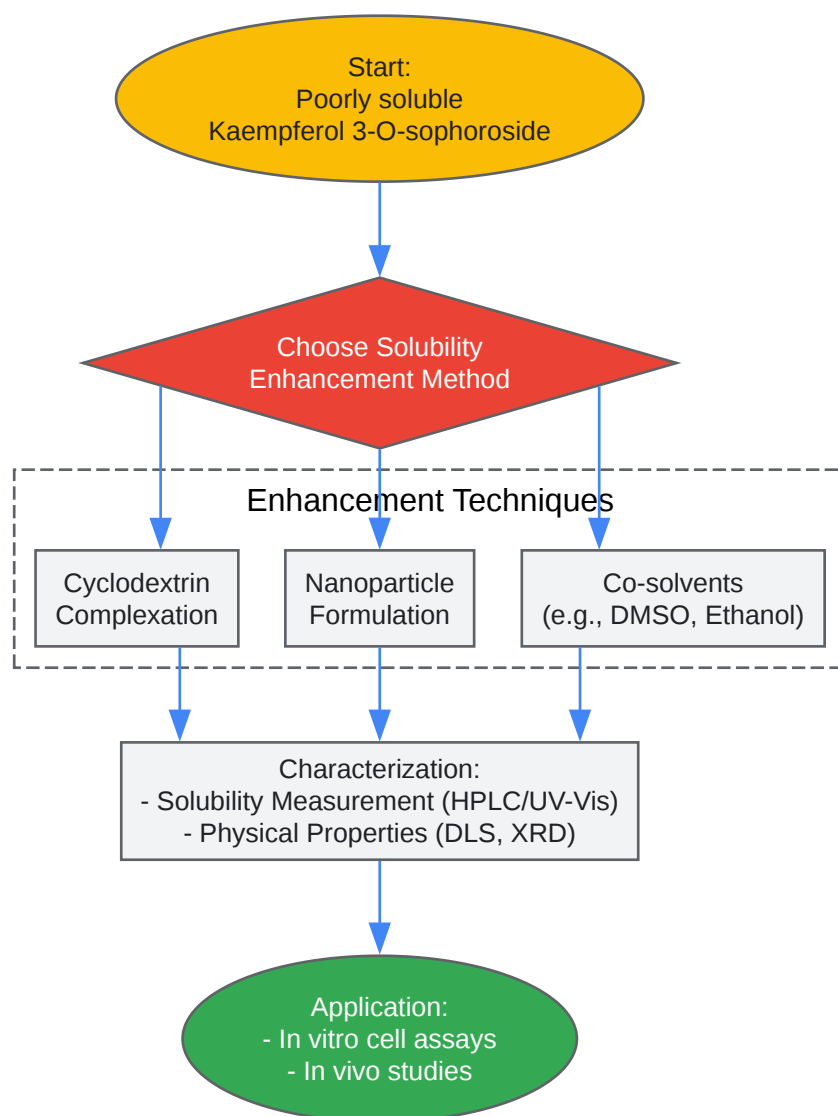 Start:
Poorly soluble
Kaempferol 3-O-sophoroside
Choose Solubility
Enhancement Method
Enhancement Techniques
Cyclodextrin
Complexation
Nanoparticle
Formulation
Co-solvents
(e.g., DMSO, Ethanol)
Characterization:
- Solubility Measurement (HPLC/UV-Vis)
- Physical Properties (DLS, XRD)
Application:
- In vitro cell assays
- In vivo studies